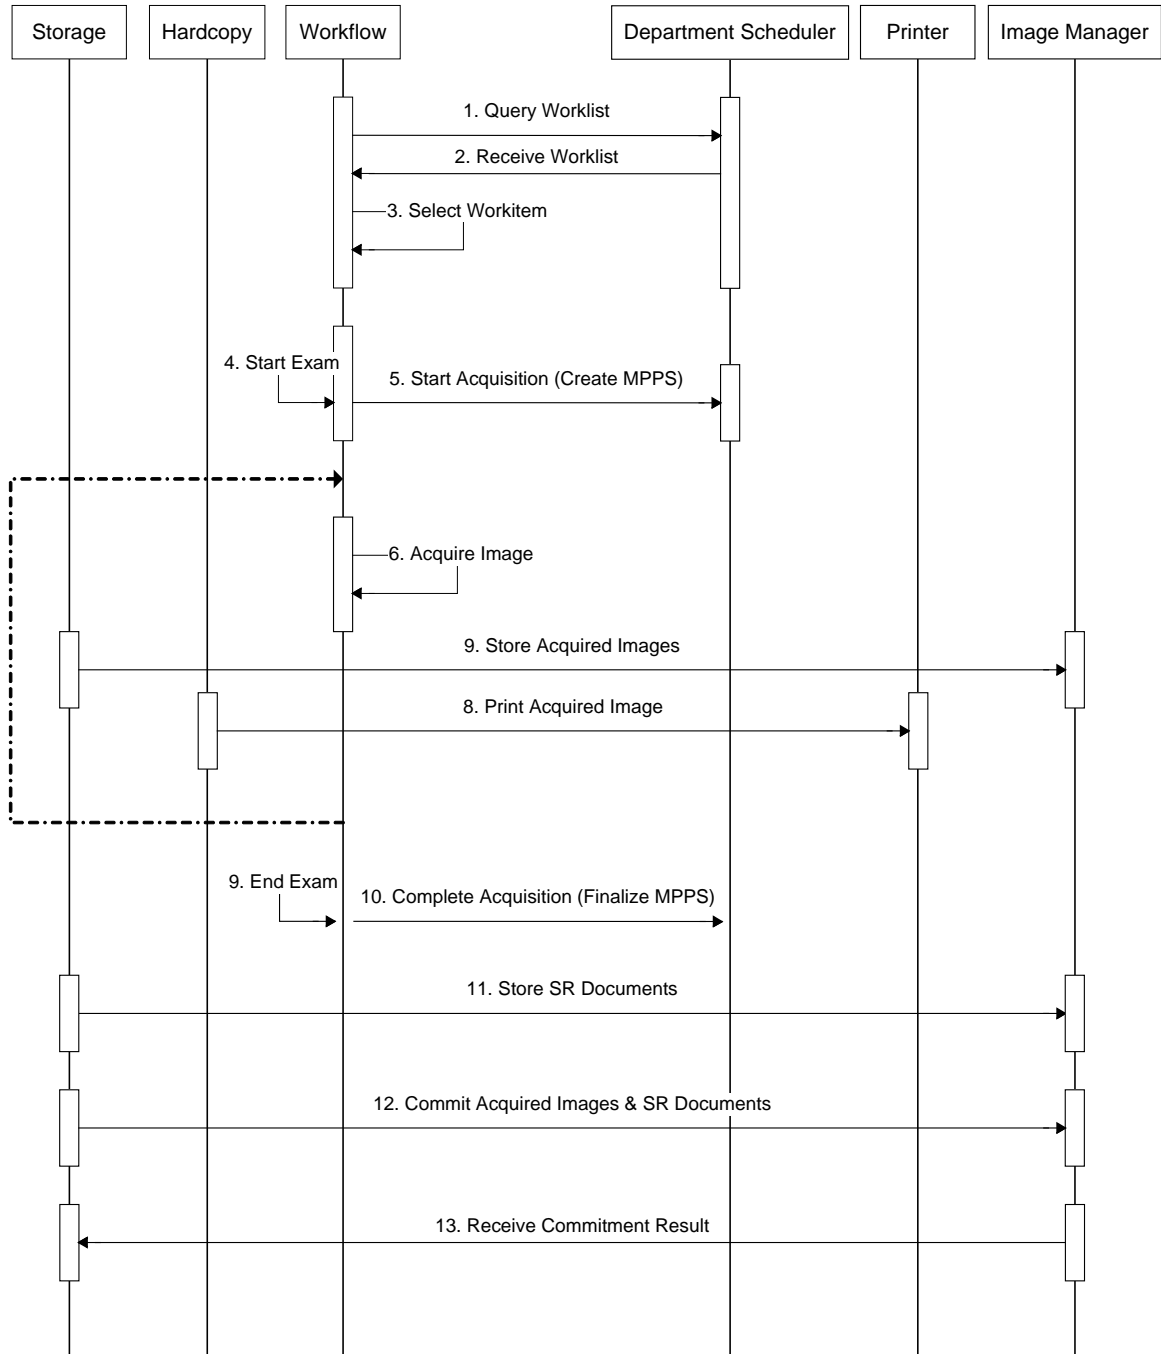 Storage
Hardcopy
Workflow
Department Scheduler
Printer
Image Manager
1. Query Worklist
2. Receive Worklist
3. Select Workitem
4. Start Exam
5. Start Acquisition (Create MPPS)
6. Acquire Image
9. Store Acquired Images
8. Print Acquired Image
9. End Exam
10. Complete Acquisition (Finalize MPPS)
11. Store SR Documents
12. Commit Acquired Images & SR Documents
13. Receive Commitment Result